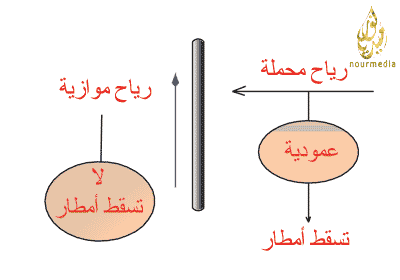 nourmedia
رياح محملة
رياح موازية
عمودية
لا
تسقط أمطار
تسقط أمطار